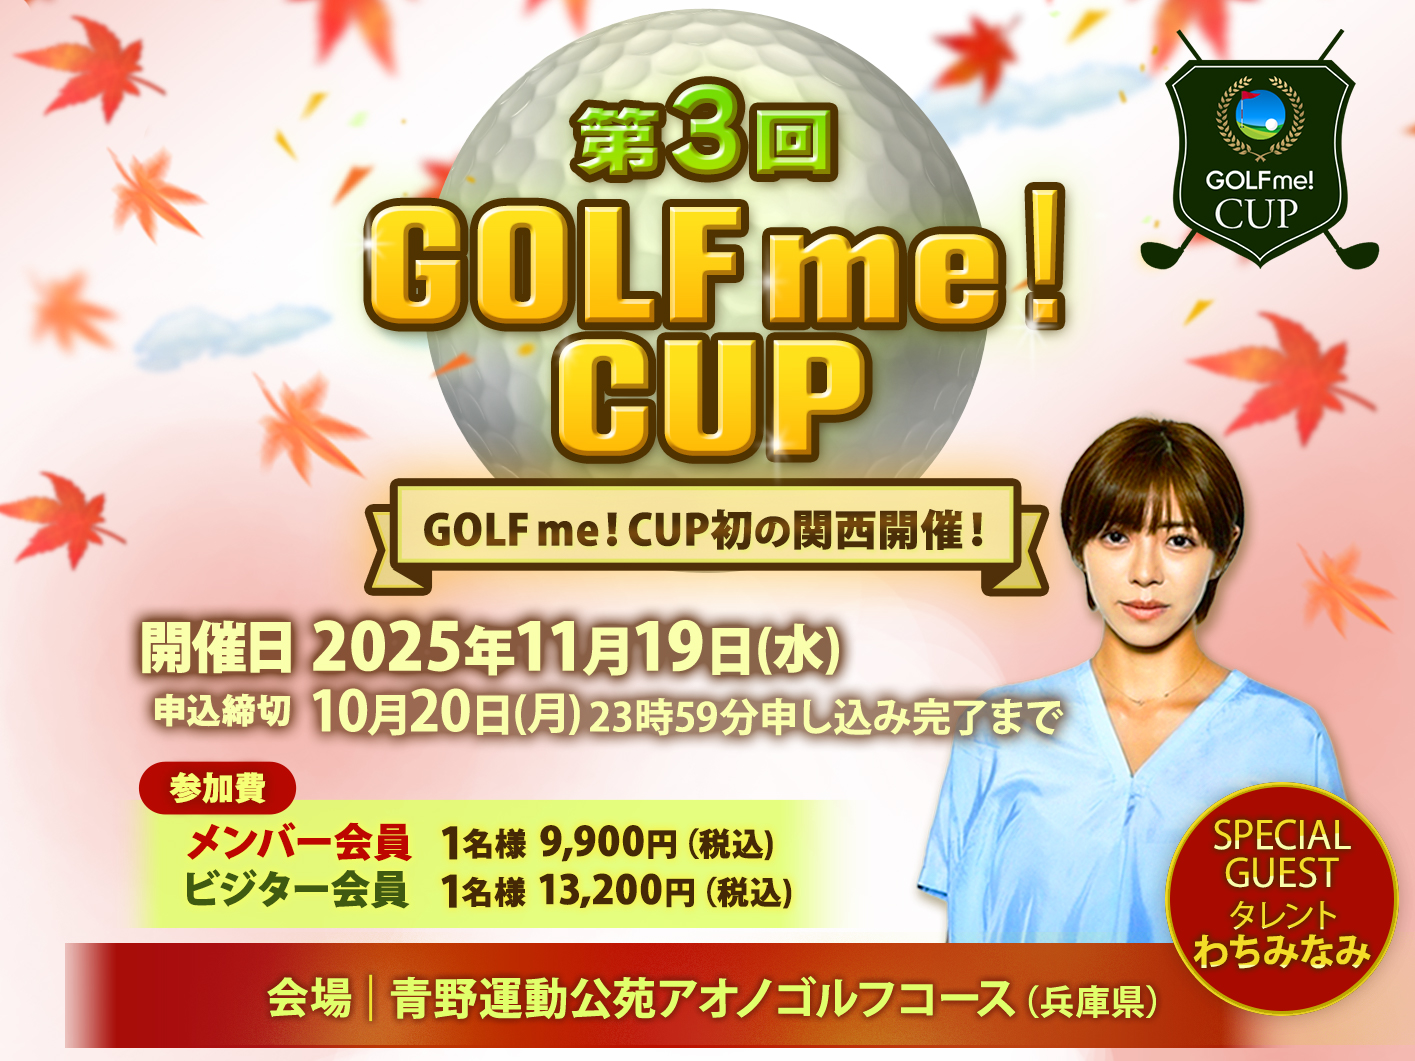 第3回
GOLF me!
CUP
GOLF me!
CUP
GOLF me! CUP初の関西開催!
開催日 2025年11月19日(水)
申込締切 10月20日(月) 23時59分申し込み完了まで
参加費
メンバー会員 1名様 9,900円(税込)
ビジター会員 1名様 13,200円(税込)
SPECIAL
GUEST
タレント
わちみなみ
会場|青野運動公苑アオノゴルフコース(兵庫県)